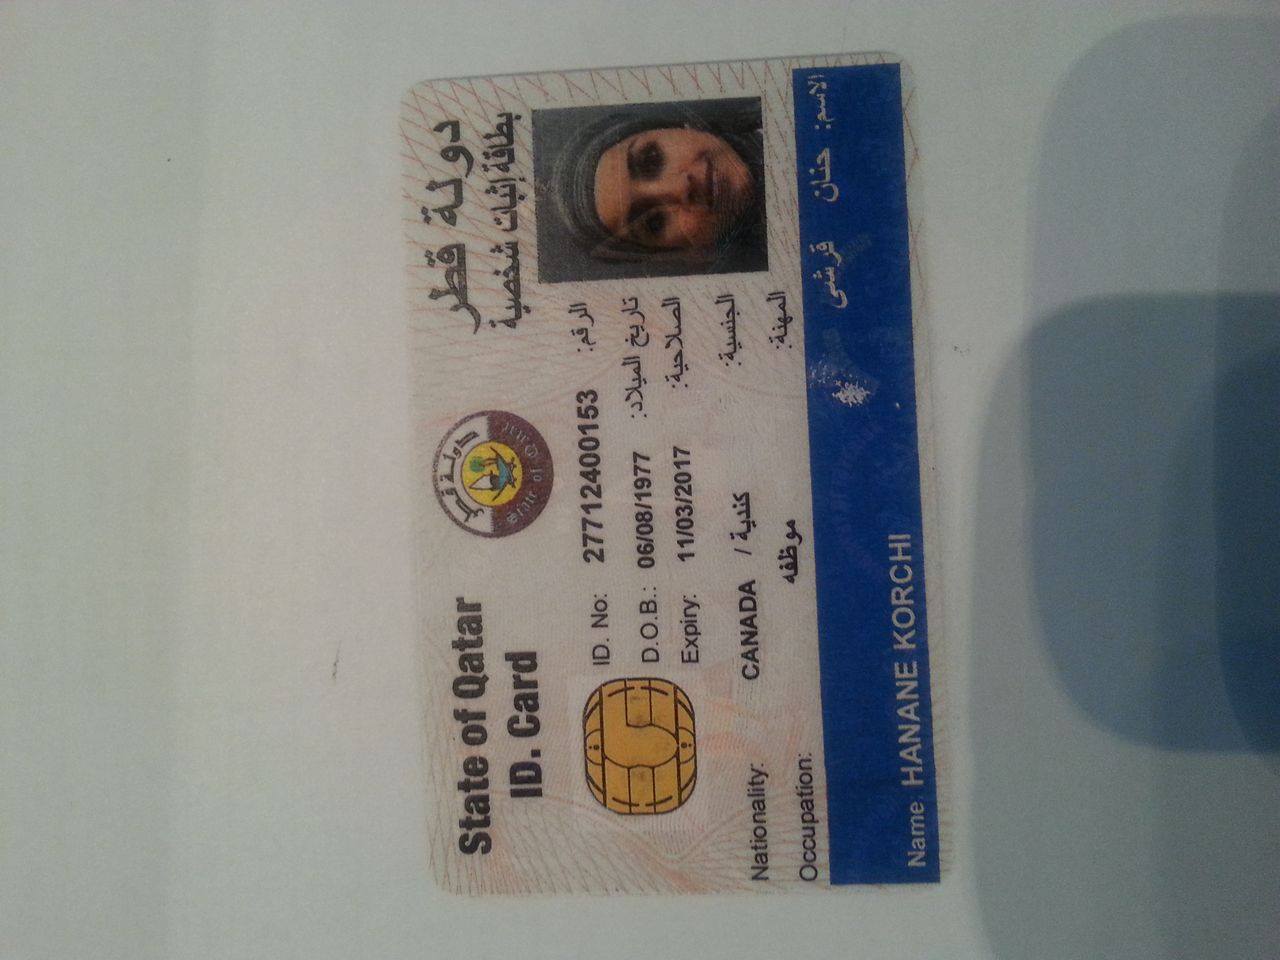 State of Qatar دولة قطر
ID. Card بطاقة إثبات شخصية
دولة قطر
State of Qatar
ID. No: 27712400153 الرقم:
D.O.B.: 06/08/1977 تاريخ الميلاد:
Expiry: 11/03/2017 الصلاحية:
Nationality: CANADA / كندية الجنسية:
Occupation: موظفه المهنة:
الاسم: حنان قرشي
Name: HANANE KORCHI